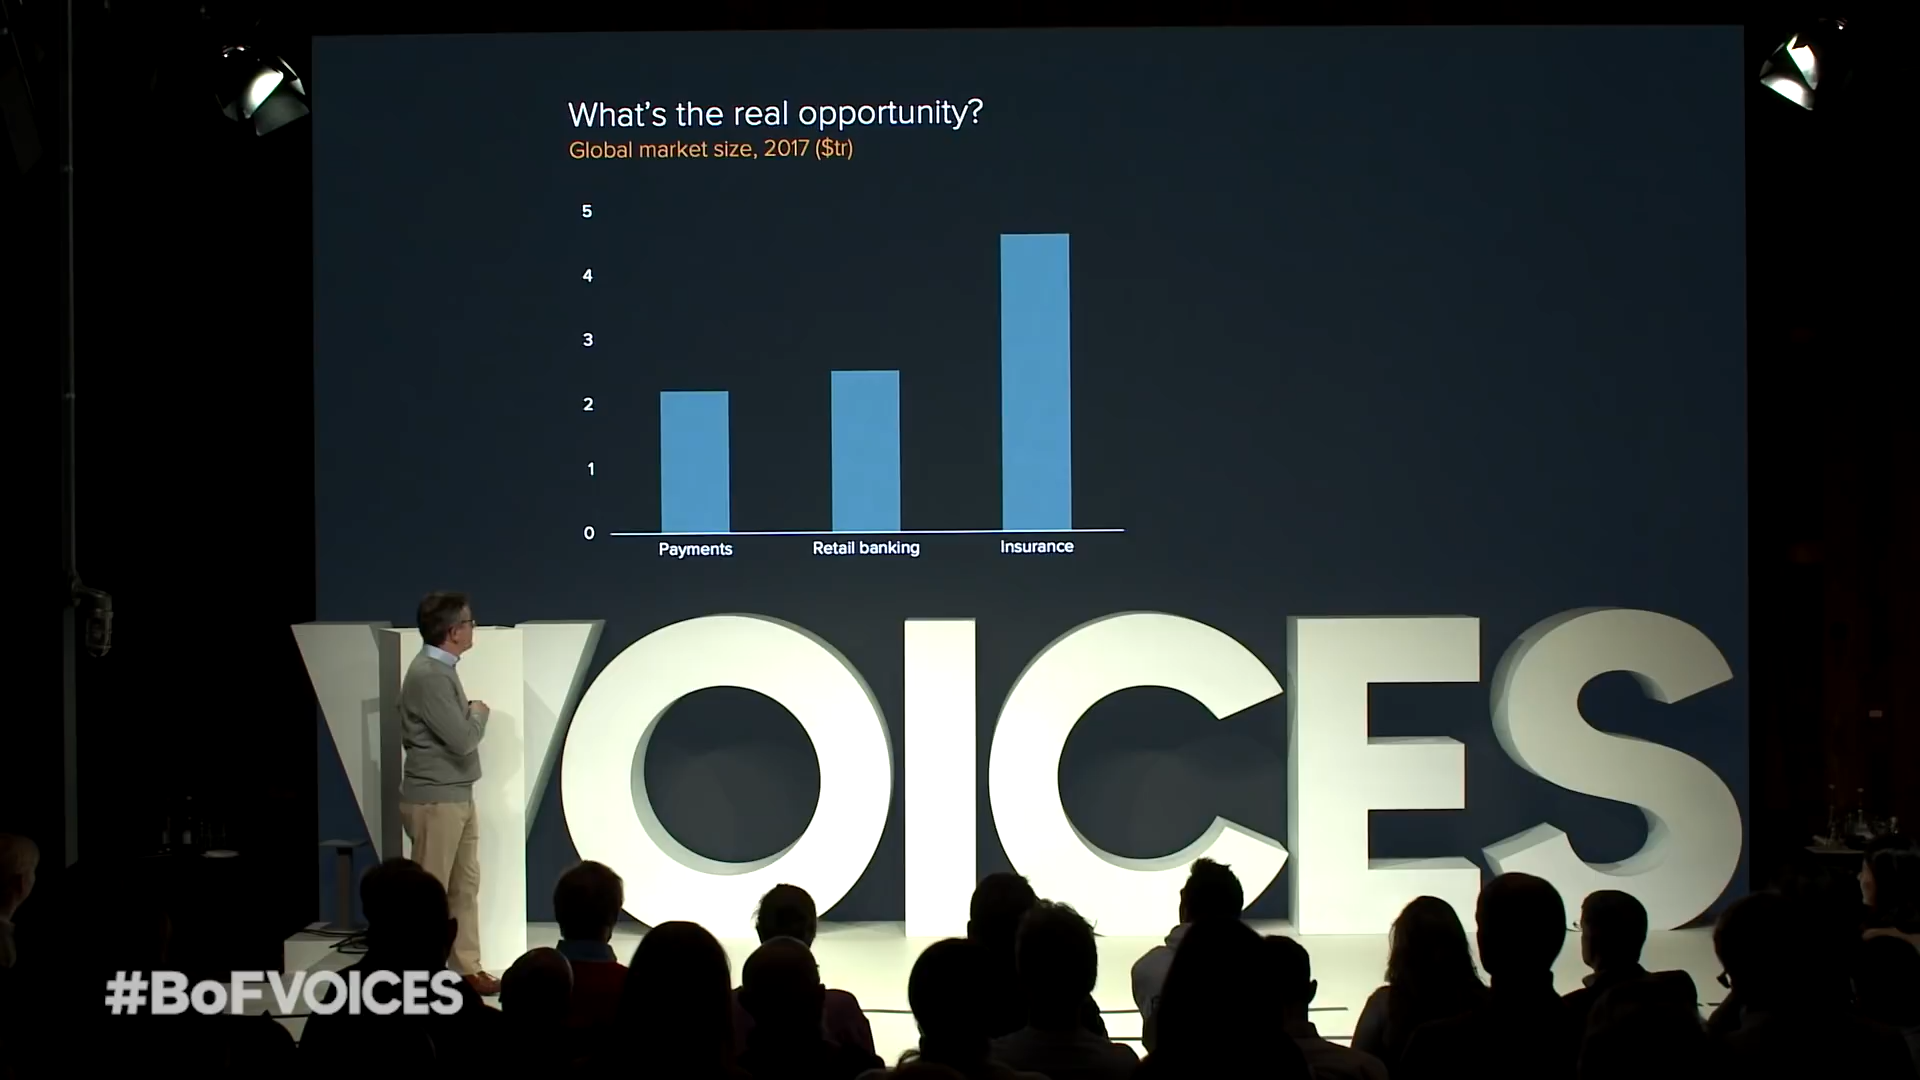 What's the real opportunity?
Global market size, 2017 ($tr)
5
4
3
2
1
0
Payments Retail banking Insurance
VOICES
#BoFVOICES